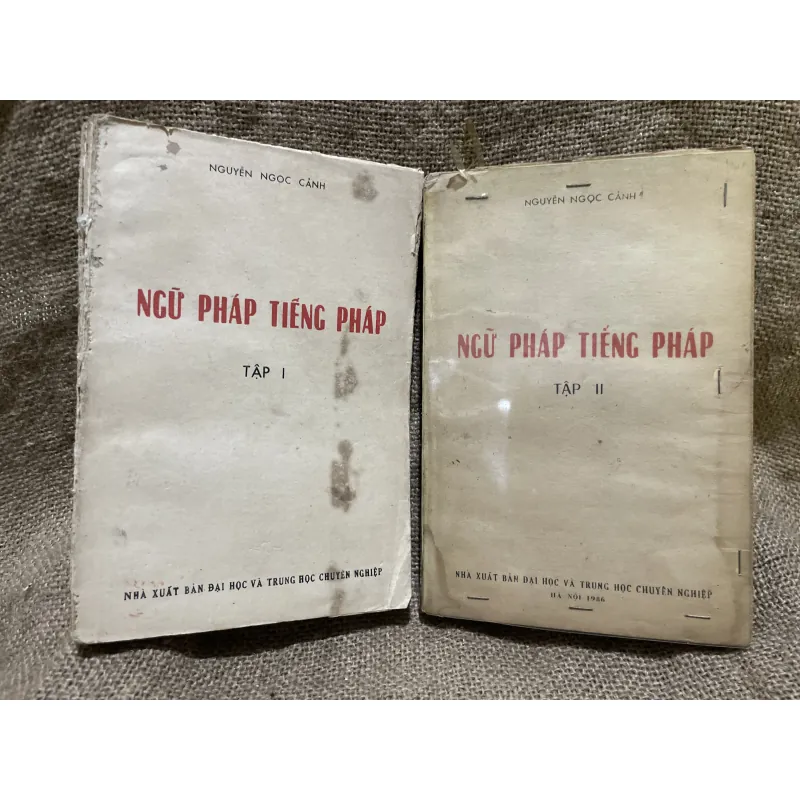 NGUYỄN NGỌC CẢNH
NGỮ PHÁP TIẾNG PHÁP
TẬP I
NHÀ XUẤT BẢN ĐẠI HỌC VÀ TRUNG HỌC CHUYÊN NGHIỆP
NGUYỄN NGỌC CẢNH
NGỮ PHÁP TIẾNG PHÁP
TẬP II
NHÀ XUẤT BẢN ĐẠI HỌC VÀ TRUNG HỌC CHUYÊN NGHIỆP
HÀ NỘI 1986